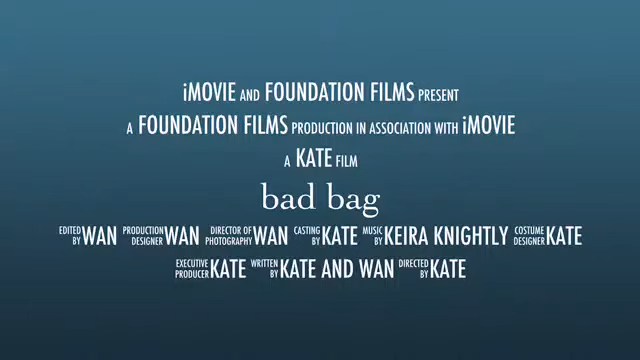 iMOVIE AND FOUNDATION FILMS PRESENT
A FOUNDATION FILMS PRODUCTION IN ASSOCIATION WITH iMOVIE
A KATE FILM
bad bag
EDITED BY WAN PRODUCTION DESIGNER WAN DIRECTOR OF PHOTOGRAPHY WAN CASTING BY KATE MUSIC BY KEIRA KNIGHTLY COSTUME DESIGNER KATE
EXECUTIVE PRODUCER KATE WRITTEN BY KATE AND WAN DIRECTED BY KATE